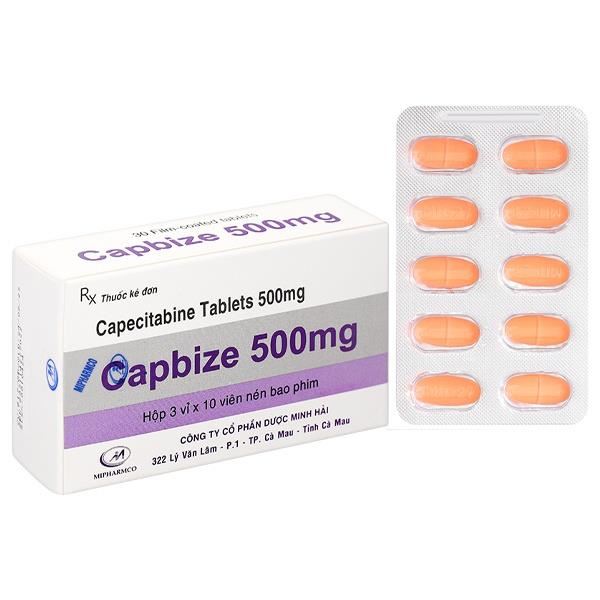 30 Film-coated tablets
Capbize 500mg
Rx Thuốc kê đơn
Capecitabine Tablets 500mg
MIPHARMCO
Capbize 500mg
Hộp 3 vỉ x 10 viên nén bao phim
CÔNG TY CỔ PHẦN DƯỢC MINH HẢI
322 Lý Văn Lâm - P.1 - TP. Cà Mau - Tỉnh Cà Mau
MIPHARMCO